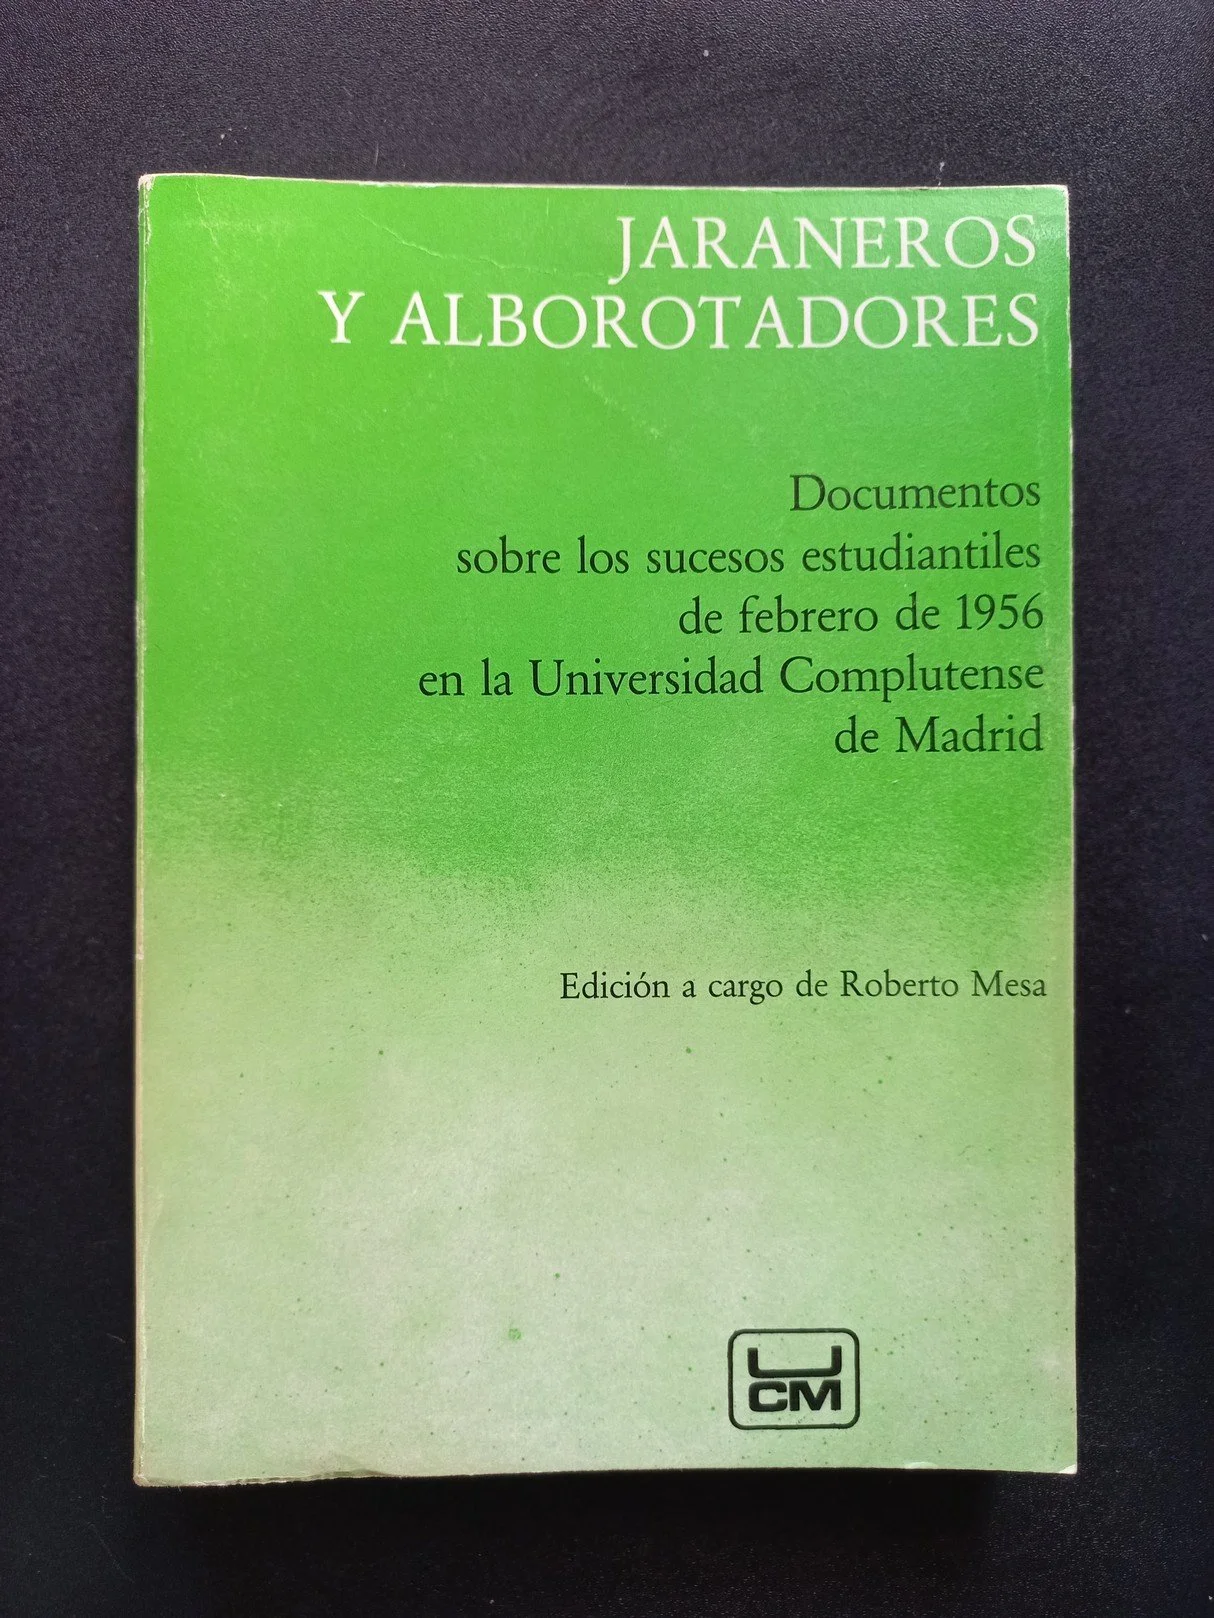 JARANEROS
Y ALBOROTADORES
Documentos
sobre los sucesos estudiantiles
de febrero de 1956
en la Universidad Complutense
de Madrid
Edición a cargo de Roberto Mesa
U
CM